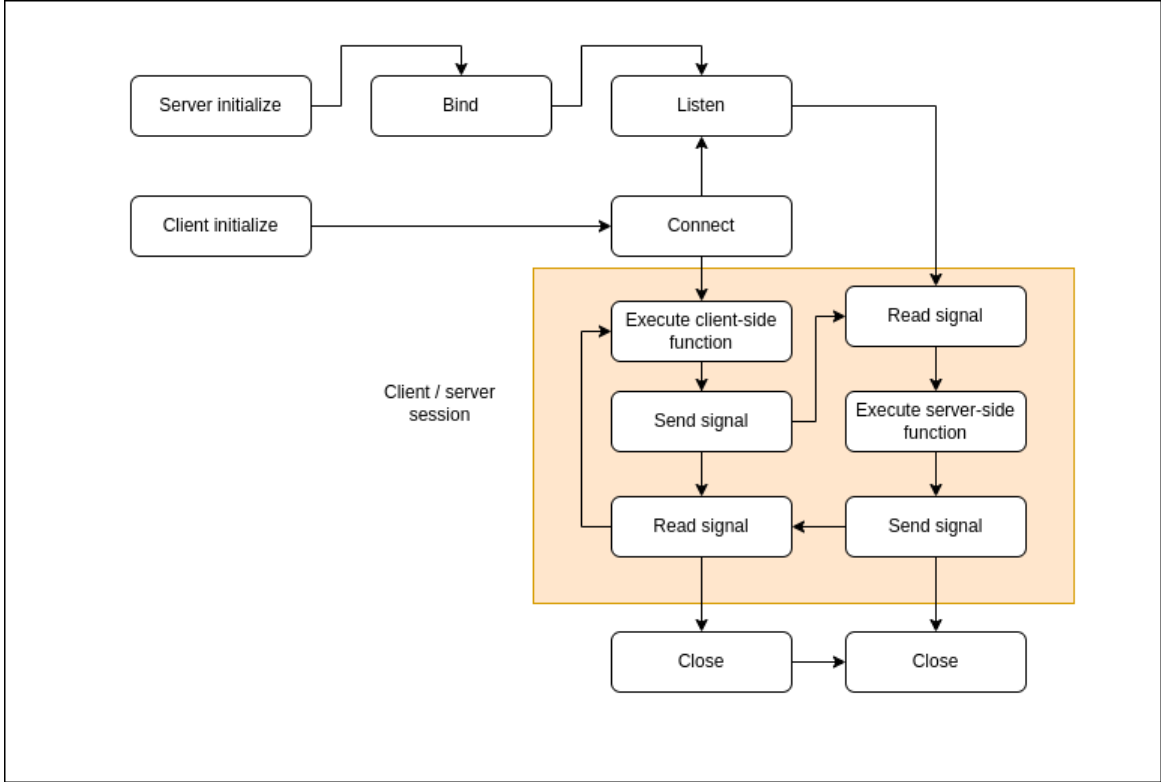 Server initialize
Bind
Listen
Client initialize
Connect
Execute client-side
function
Read signal
Client / server
session
Send signal
Execute server-side
function
Read signal
Send signal
Close
Close